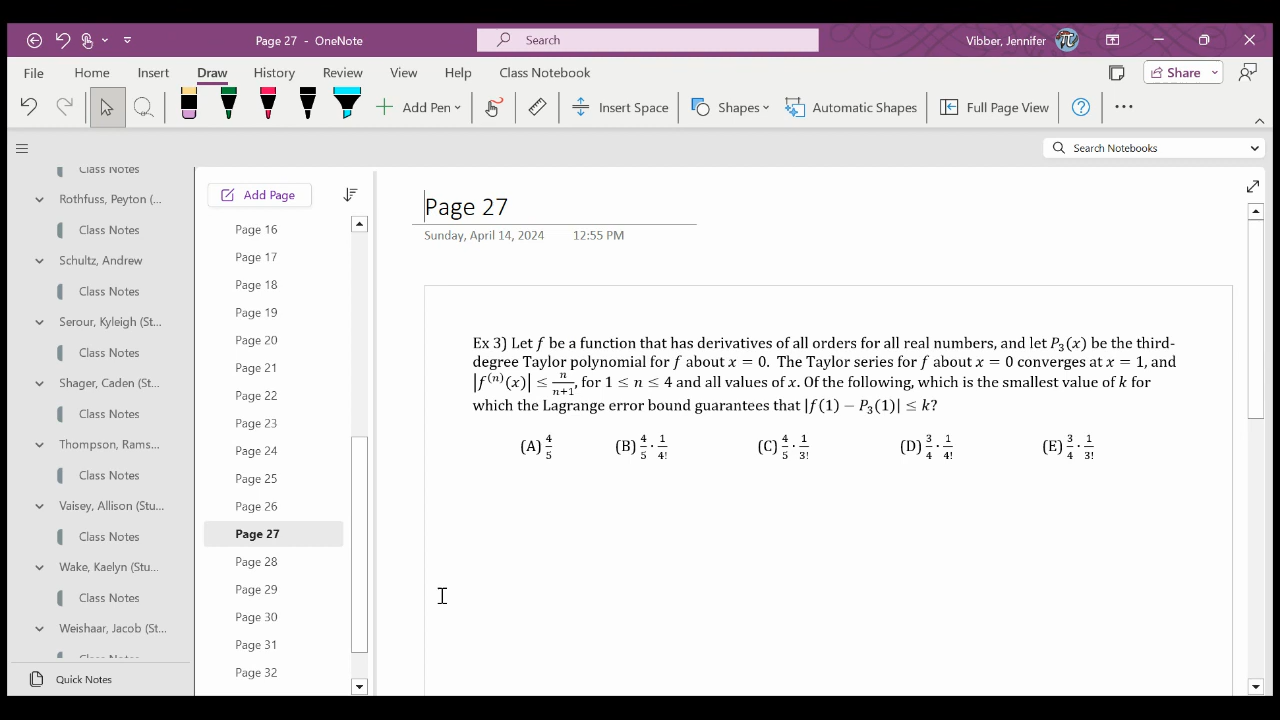 Page 27 - OneNote
Search
Vibber, Jennifer
File Home Insert Draw History Review View Help Class Notebook
Share
Add Pen
Insert Space
Shapes
Automatic Shapes
Full Page View
Search Notebooks
Class Notes
Rothfuss, Peyton (...
Class Notes
Schultz, Andrew
Class Notes
Serour, Kyleigh (St...
Class Notes
Shager, Caden (St...
Class Notes
Thompson, Rams...
Class Notes
Vaisey, Allison (Stu...
Class Notes
Wake, Kaelyn (Stu...
Class Notes
Weishaar, Jacob (St...
Class Notes
Quick Notes
Add Page
Page 16
Page 17
Page 18
Page 19
Page 20
Page 21
Page 22
Page 23
Page 24
Page 25
Page 26
Page 27
Page 28
Page 29
Page 30
Page 31
Page 32
Page 27
Sunday, April 14, 2024 12:55 PM
Ex 3) Let f be a function that has derivatives of all orders for all real numbers, and let P₃(x) be the third-
degree Taylor polynomial for f about x = 0. The Taylor series for f about x = 0 converges at x = 1, and
|f⁽ⁿ⁾(x)| ≤ n/(n+1), for 1 ≤ n ≤ 4 and all values of x. Of the following, which is the smallest value of k for
which the Lagrange error bound guarantees that |f(1) − P₃(1)| ≤ k?
(A) 4/5 (B) 4/5 · 1/4! (C) 4/5 · 1/3! (D) 3/4 · 1/4! (E) 3/4 · 1/3!